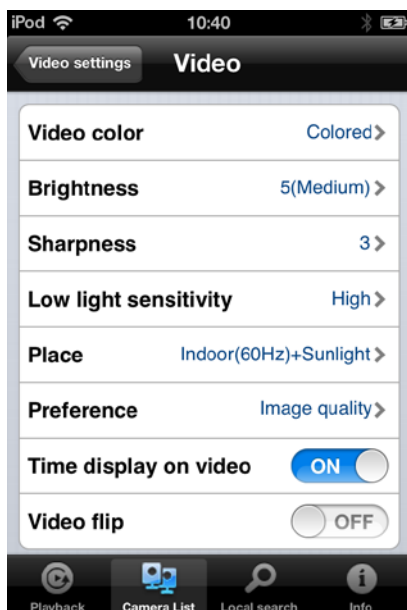 iPod 10:40
Video settings Video
Video color Colored
Brightness 5(Medium)
Sharpness 3
Low light sensitivity High
Place Indoor(60Hz)+Sunlight
Preference Image quality
Time display on video ON
Video flip OFF
Playback Camera List Local search Info